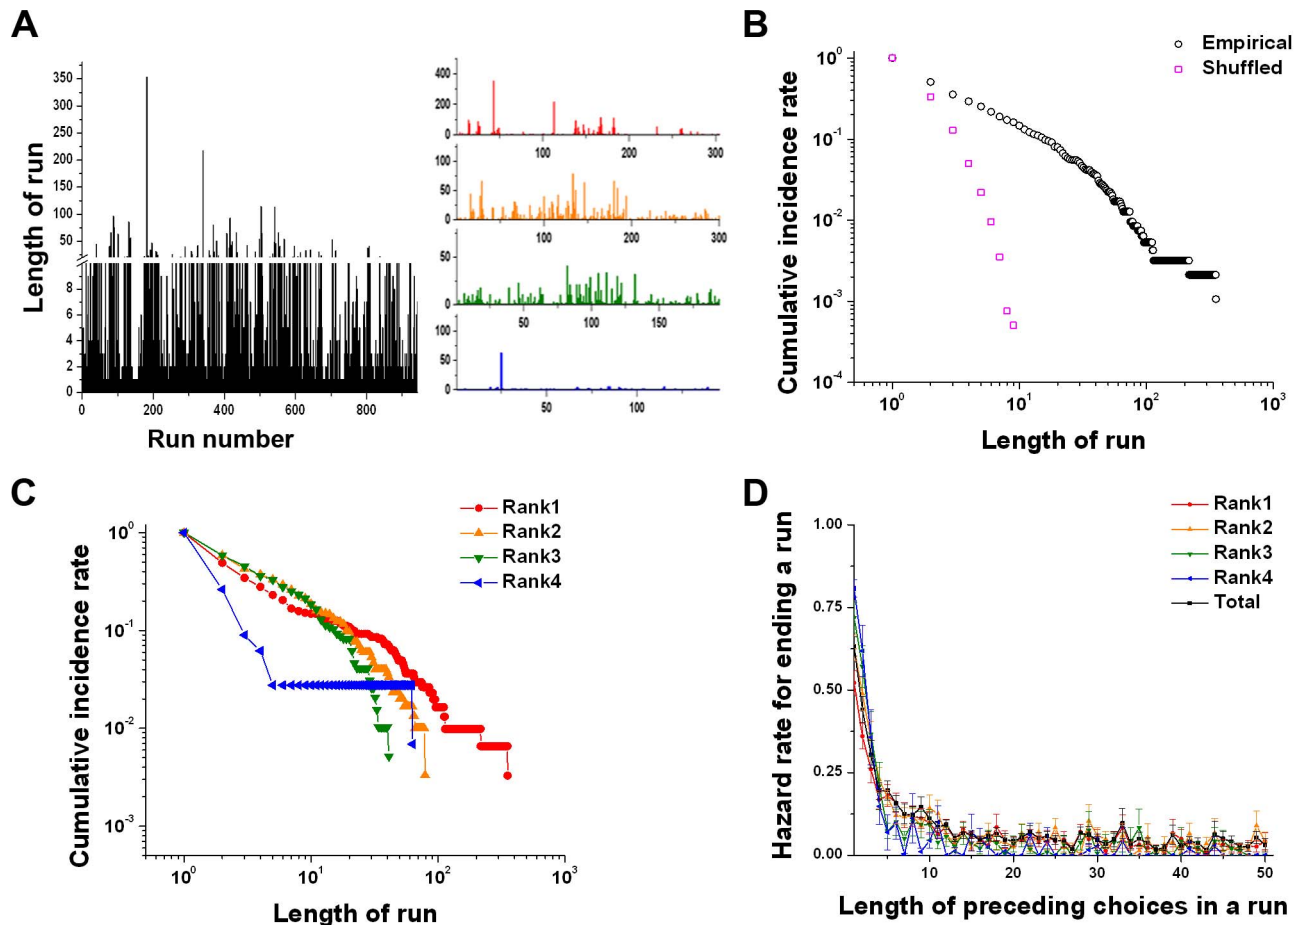 A
Length of run
350
300
250
200
150
100
50
8
6
4
2
0
0
200
400
600
800
Run number
400
200
0
100
200
300
100
50
0
100
200
300
50
0
50
100
150
100
50
0
50
100
B
Empirical
Shuffled
Cumulative incidence rate
10^0
10^-1
10^-2
10^-3
10^-4
10^0
10^1
10^2
10^3
Length of run
C
Rank1
Rank2
Rank3
Rank4
Cumulative incidence rate
10^0
10^-1
10^-2
10^-3
10^0
10^1
10^2
10^3
Length of run
D
Rank1
Rank2
Rank3
Rank4
Total
Hazard rate for ending a run
1.00
0.75
0.50
0.25
0.00
10
20
30
40
50
Length of preceding choices in a run